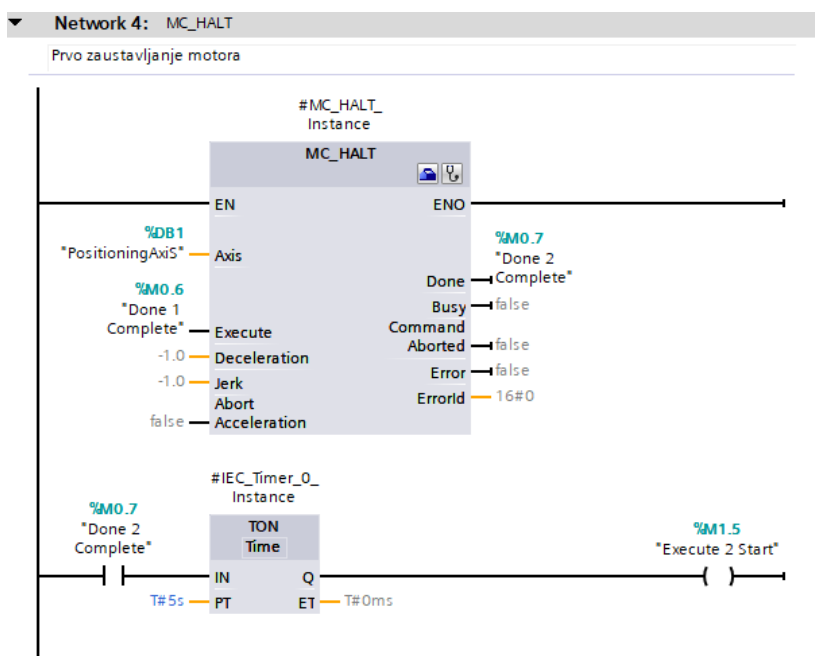 Network 4: MC_HALT
Prvo zaustavljanje motora
#MC_HALT_
Instance
MC_HALT
EN
ENO
%DB1
"PositioningAxiS"
Axis
%M0.7
"Done 2
Complete"
Done
%M0.6
"Done 1
Complete"
Execute
Busy
false
Command
Aborted
false
-1.0
Deceleration
Error
false
-1.0
Jerk
ErrorId
16#0
Abort
Acceleration
false
#IEC_Timer_0_
Instance
%M0.7
"Done 2
Complete"
TON
Time
%M1.5
"Execute 2 Start"
IN
Q
T#5s
PT
ET
T#0ms